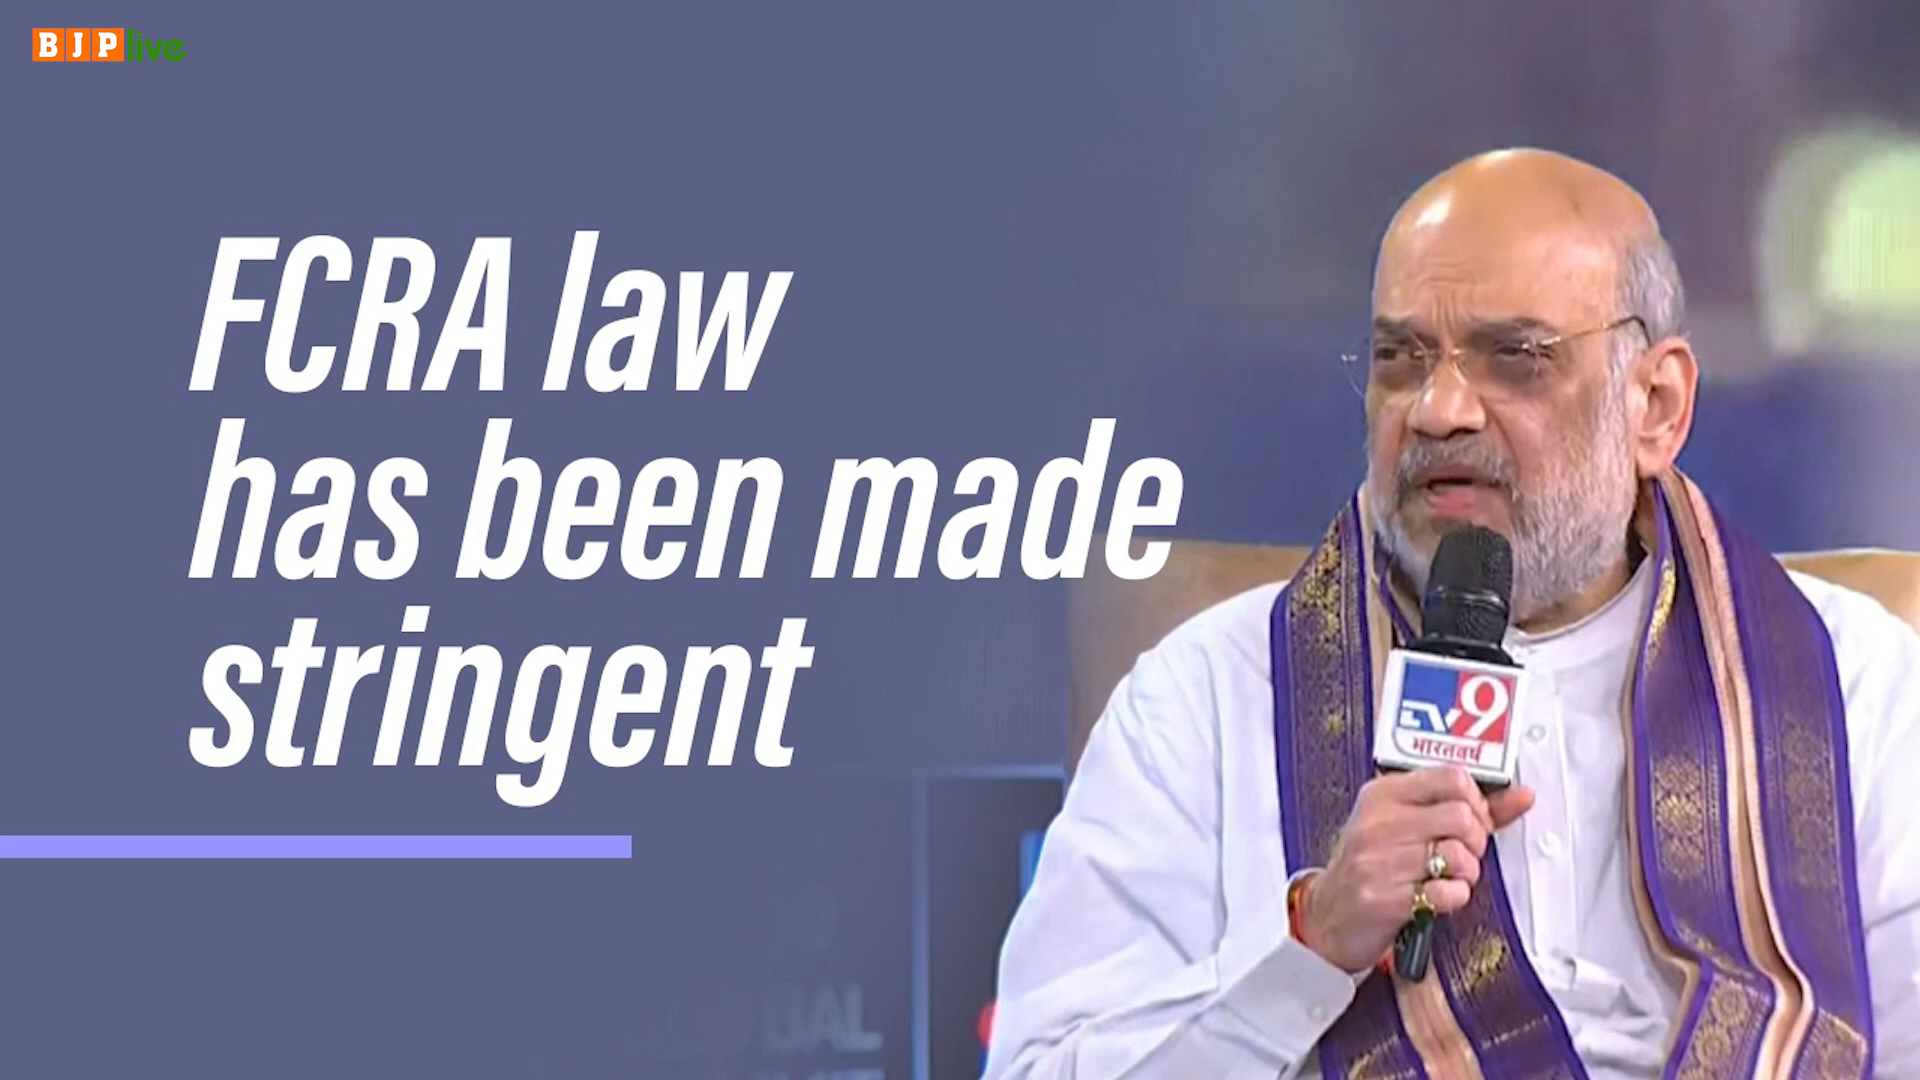 BJPlive
FCRA law
has been made
stringent
TV9
भारतवर्ष